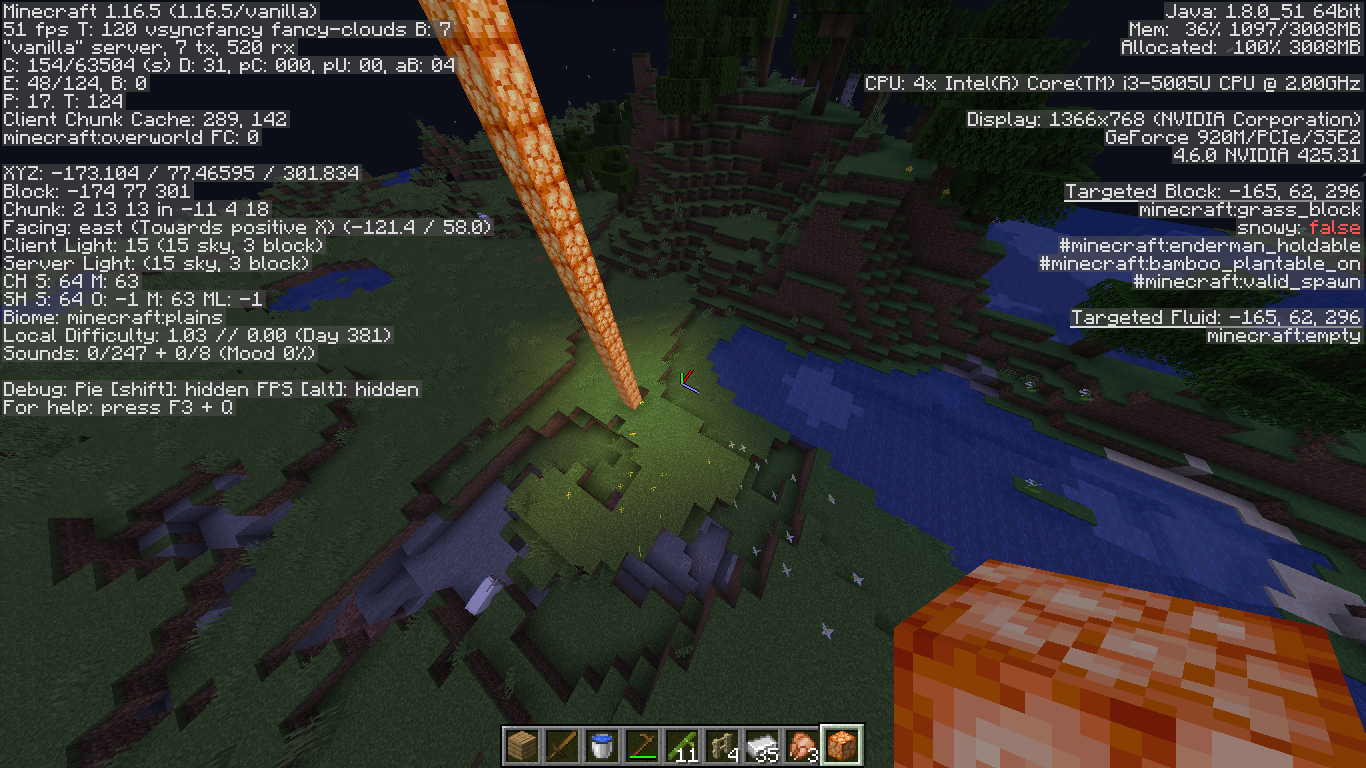 Minecraft 1.16.5 (1.16.5/vanilla)
51 fps T: 120 vsyncfancy fancy-clouds B: 7
"vanilla" server, 7 tx, 520 rx
C: 154/63504 (s) D: 31, pC: 000, pU: 00, aB: 04
E: 48/124, B: 0
P: 17. T: 124
Client Chunk Cache: 289, 142
minecraft:overworld FC: 0
XYZ: -173.104 / 77.46595 / 301.834
Block: -174 77 301
Chunk: 2 13 13 in -11 4 18
Facing: east (Towards positive X) (-121.4 / 58.0)
Client Light: 15 (15 sky, 3 block)
Server Light: (15 sky, 3 block)
CH S: 64 M: 63
SH S: 64 O: -1 M: 63 ML: -1
Biome: minecraft:plains
Local Difficulty: 1.03 // 0.00 (Day 381)
Sounds: 0/247 + 0/8 (Mood 0%)
Debug: Pie [shift]: hidden FPS [alt]: hidden
For help: press F3 + Q
Java: 1.8.0_51 64bit
Mem: 36% 1097/3008MB
Allocated: 100% 3008MB
CPU: 4x Intel(R) Core(TM) i3-5005U CPU @ 2.00GHz
Display: 1366x768 (NVIDIA Corporation)
GeForce 920M/PCIe/SSE2
4.6.0 NVIDIA 425.31
Targeted Block: -165, 62, 296
minecraft:grass_block
snowy: false
#minecraft:enderman_holdable
#minecraft:bamboo_plantable_on
#minecraft:valid_spawn
Targeted Fluid: -165, 62, 296
minecraft:empty
11 4 35 3